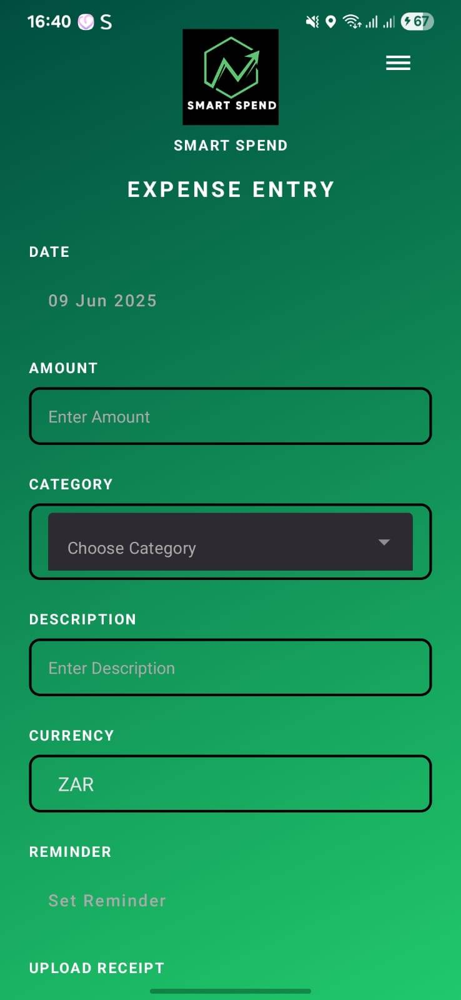 16:40 S 67
SMART SPEND
SMART SPEND
EXPENSE ENTRY
DATE
09 Jun 2025
AMOUNT
Enter Amount
CATEGORY
Choose Category
DESCRIPTION
Enter Description
CURRENCY
ZAR
REMINDER
Set Reminder
UPLOAD RECEIPT